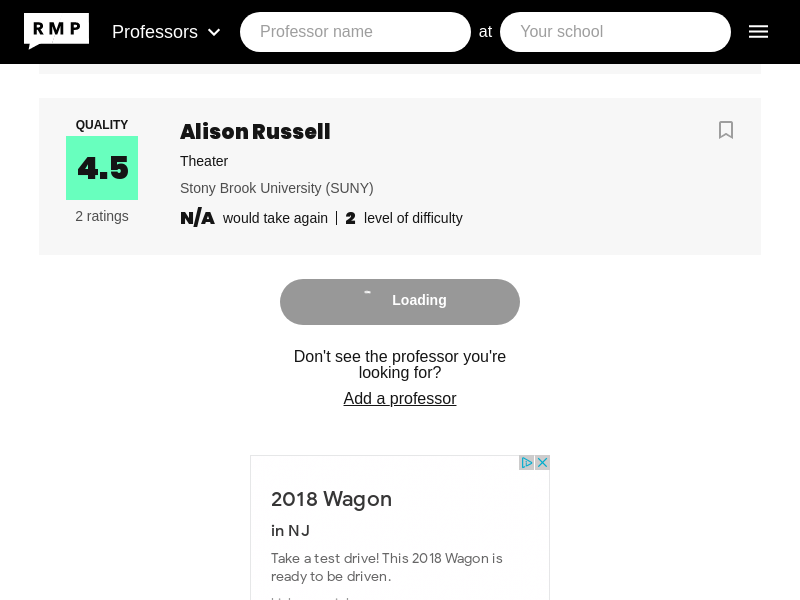 RMP Professors Professor name at Your school
QUALITY
4.5
2 ratings
Alison Russell
Theater
Stony Brook University (SUNY)
N/A would take again 2 level of difficulty
Loading
Don't see the professor you're
looking for?
Add a professor
2018 Wagon
in NJ
Take a test drive! This 2018 Wagon is
ready to be driven.